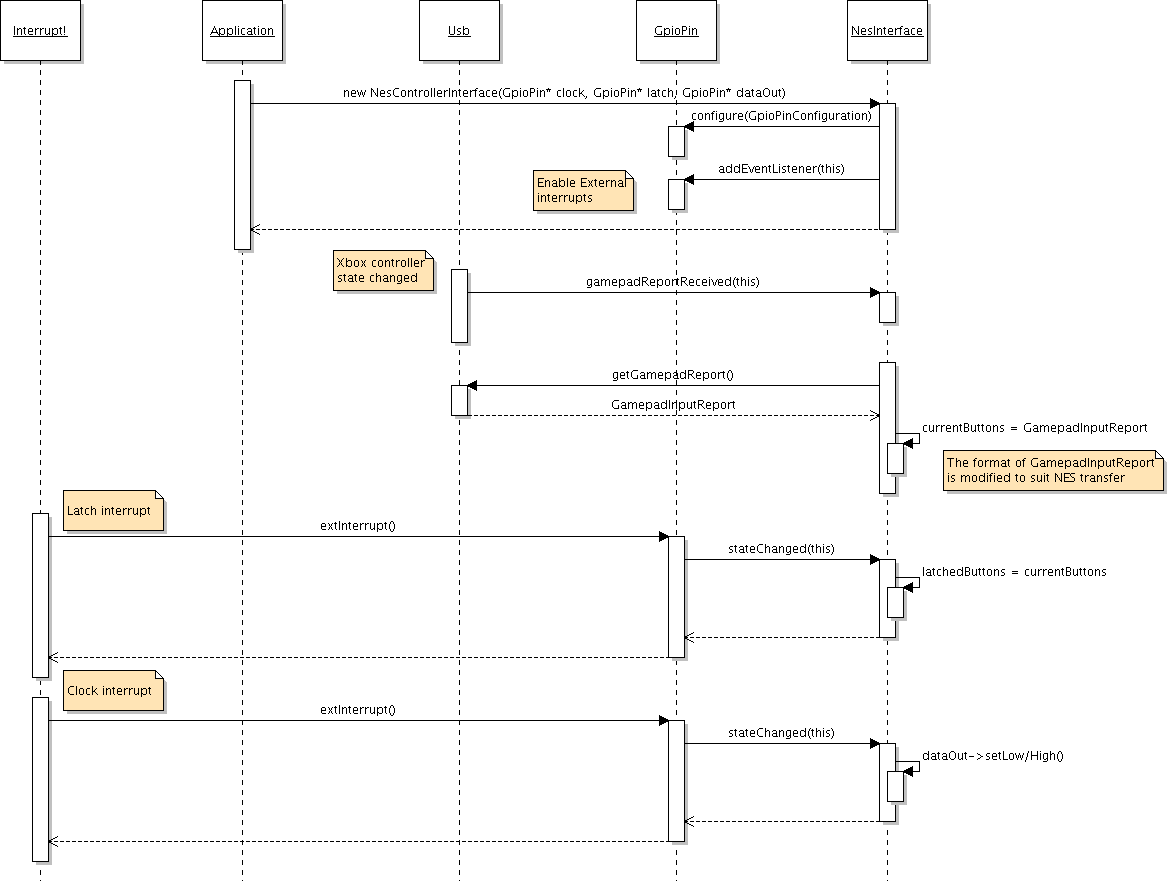 Interrupt!
Application
Usb
GpioPin
NesInterface
new NesControllerInterface(GpioPin* clock, GpioPin* latch, GpioPin* dataOut)
configure(GpioPinConfiguration)
addEventListener(this)
Enable External
interrupts
Xbox controller
state changed
gamepadReportReceived(this)
getGamepadReport()
GamepadInputReport
currentButtons = GamepadInputReport
The format of GamepadInputReport
is modified to suit NES transfer
Latch interrupt
extInterrupt()
stateChanged(this)
latchedButtons = currentButtons
Clock interrupt
extInterrupt()
stateChanged(this)
dataOut->setLow/High()